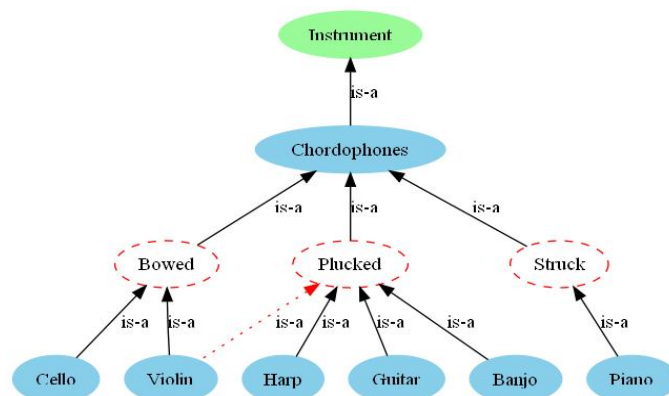 Instrument
is-a
Chordophones
is-a is-a is-a
Bowed Plucked Struck
is-a is-a is-a is-a is-a is-a is-a
Cello Violin Harp Guitar Banjo Piano